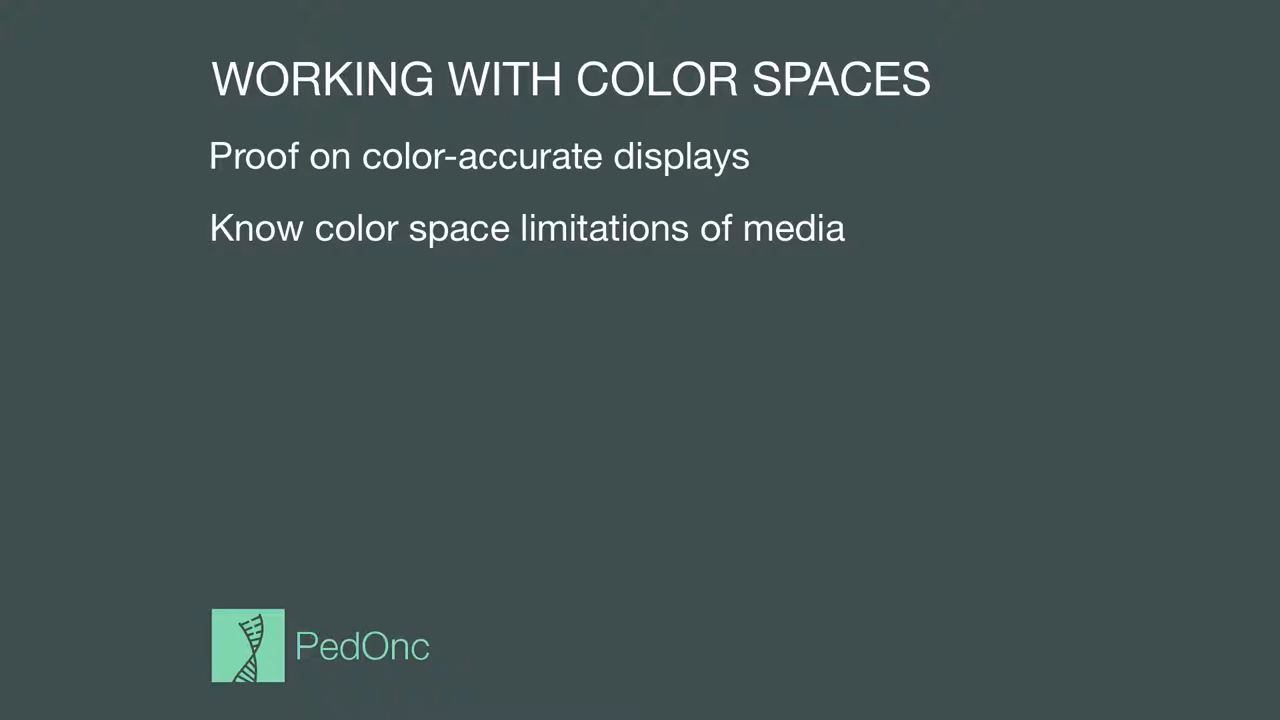 WORKING WITH COLOR SPACES
Proof on color-accurate displays
Know color space limitations of media
PedOnc